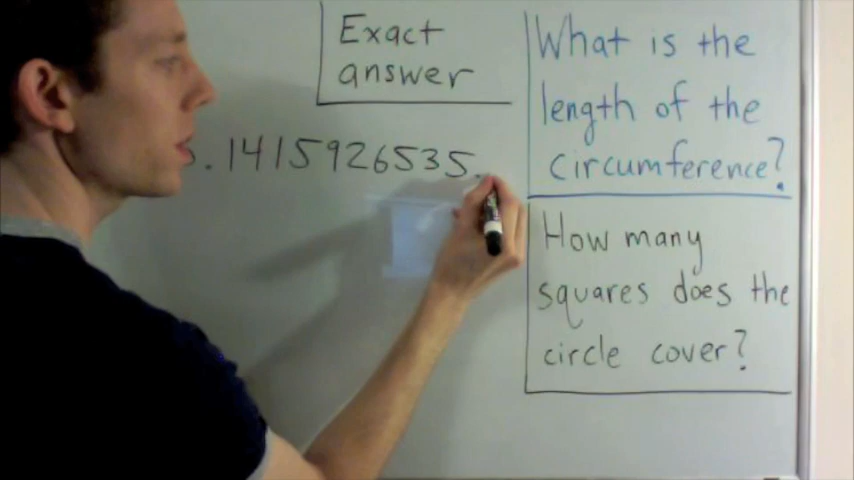 Exact
answer
.1415926535.
What is the
length of the
circumference?
How many
squares does the
circle cover?